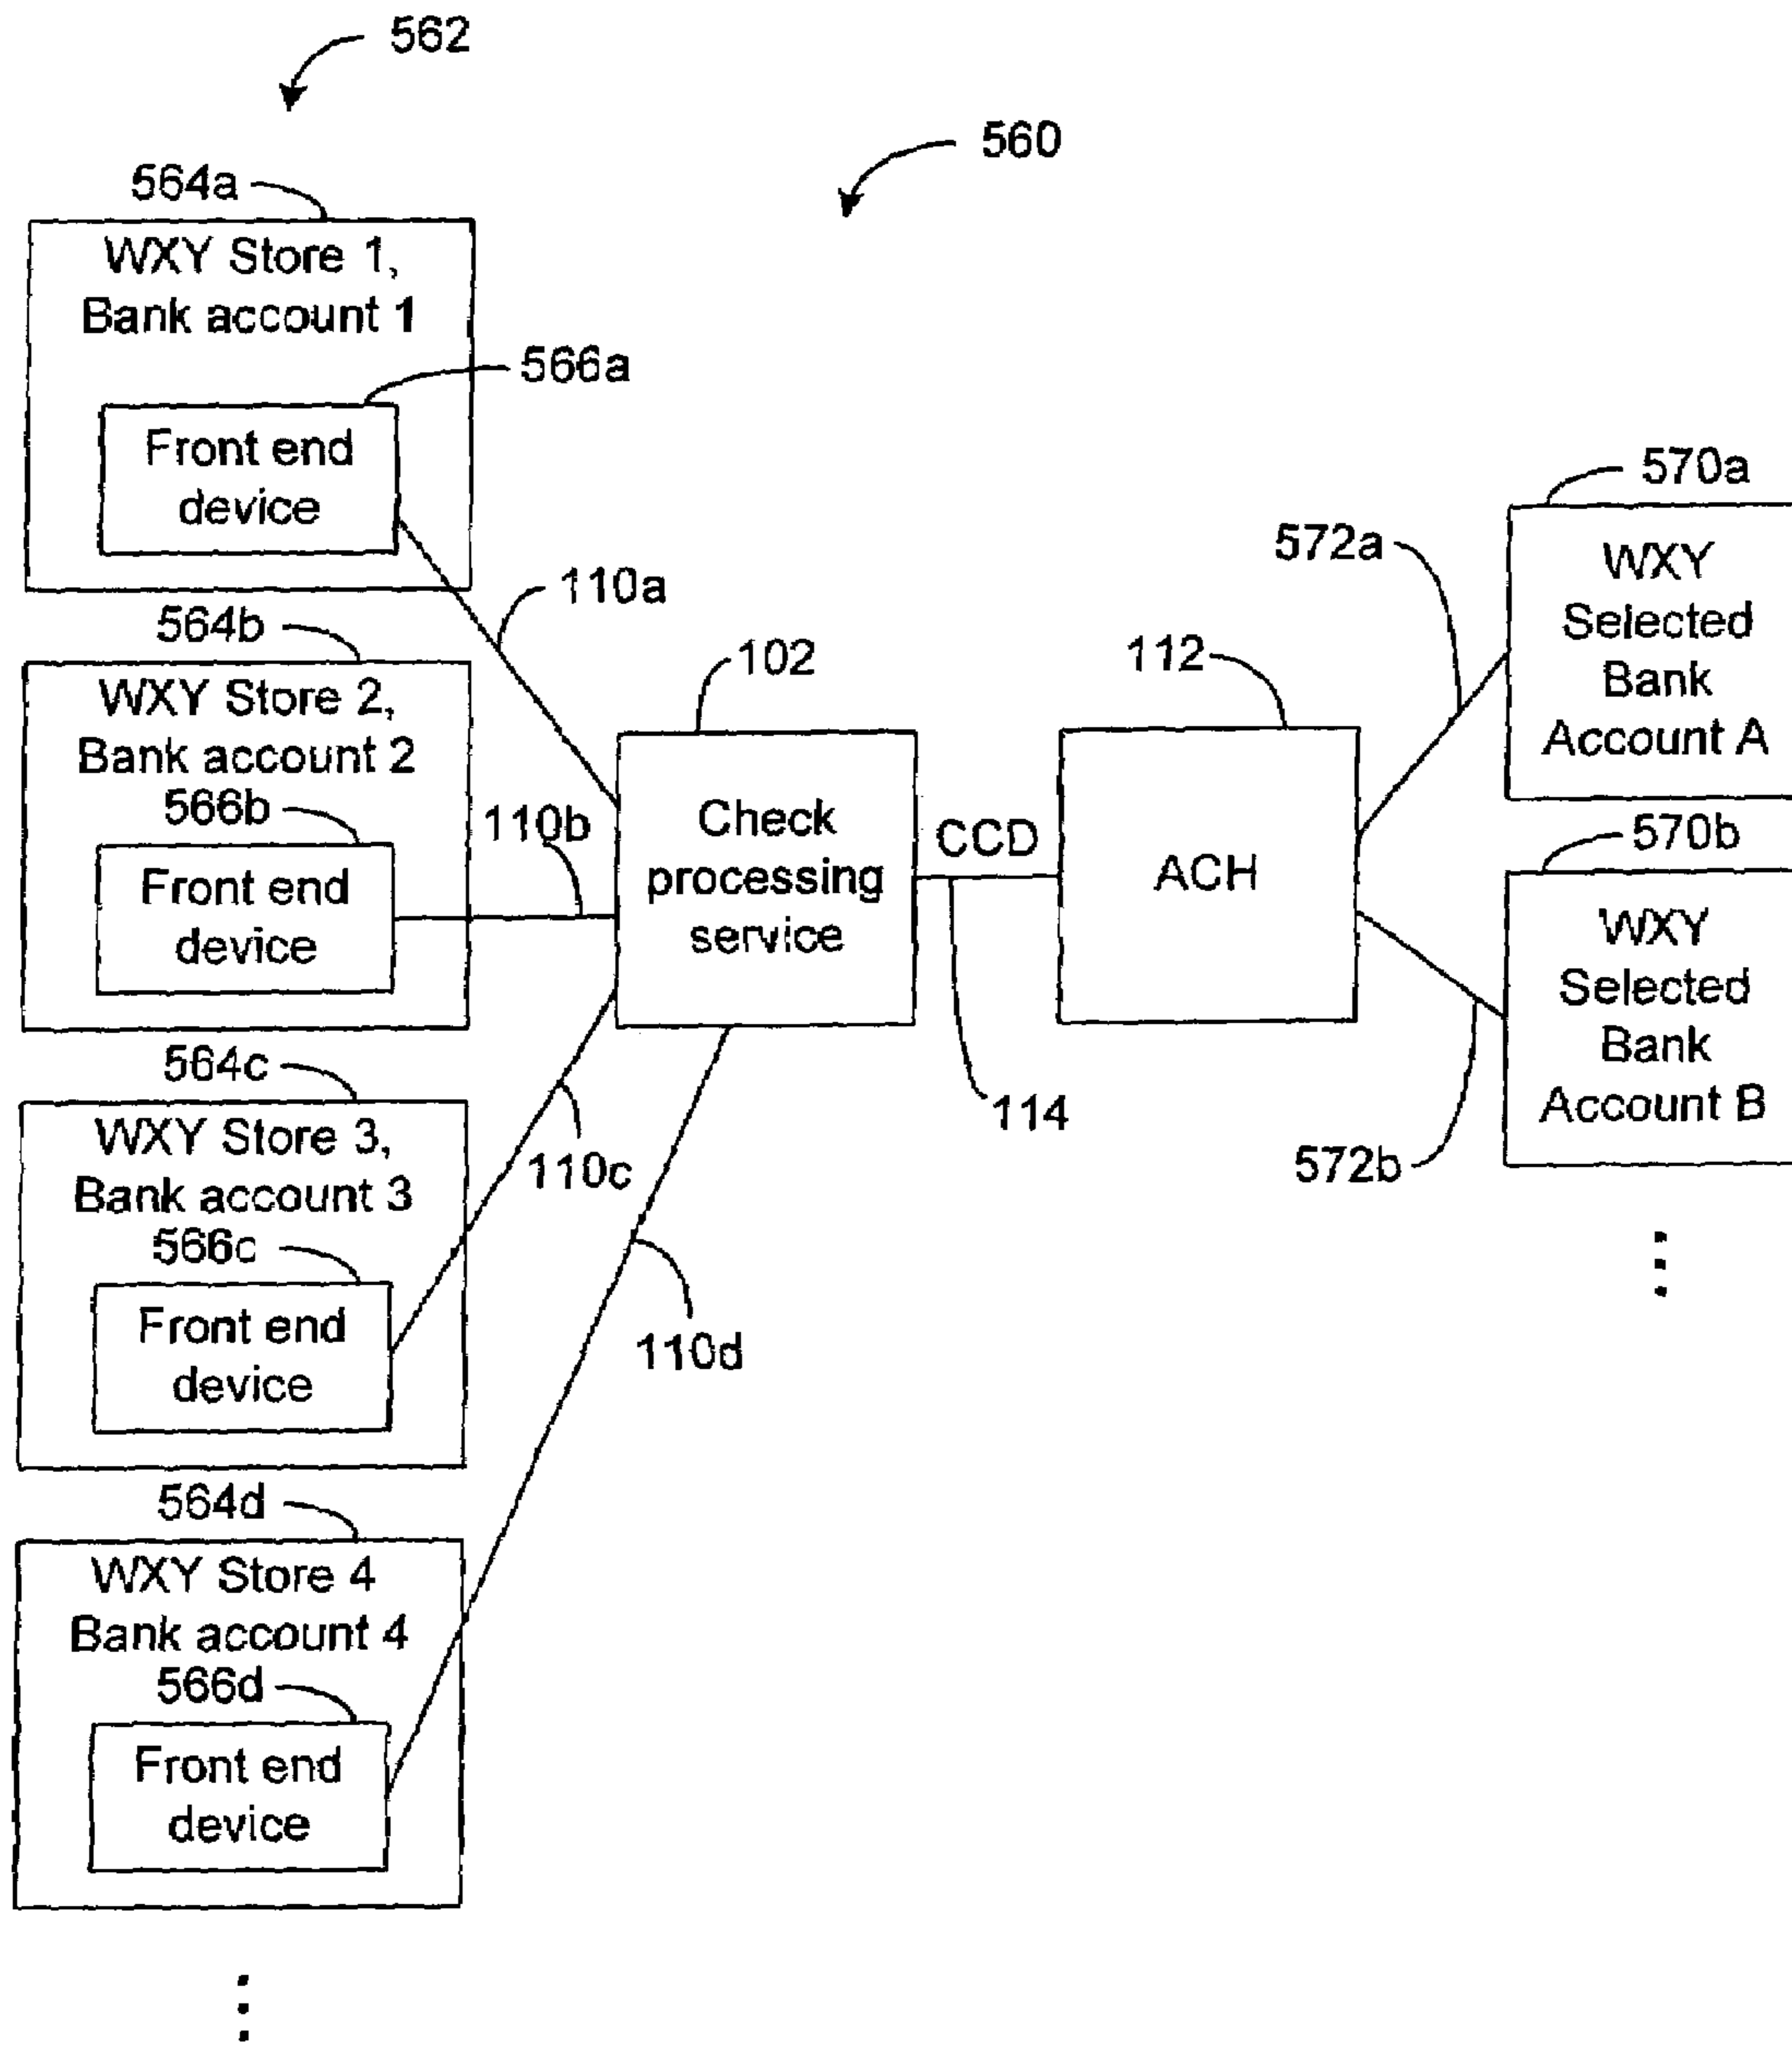 562
560
564a
WXY Store 1,
Bank account 1
566a
Front end
device
110a
564b
WXY Store 2,
Bank account 2
566b
Front end
device
110b
564c
WXY Store 3,
Bank account 3
566c
Front end
device
110c
564d
WXY Store 4
Bank account 4
566d
Front end
device
110d
102
Check
processing
service
CCD
114
112
ACH
572a
570a
WXY
Selected
Bank
Account A
572b
570b
WXY
Selected
Bank
Account B